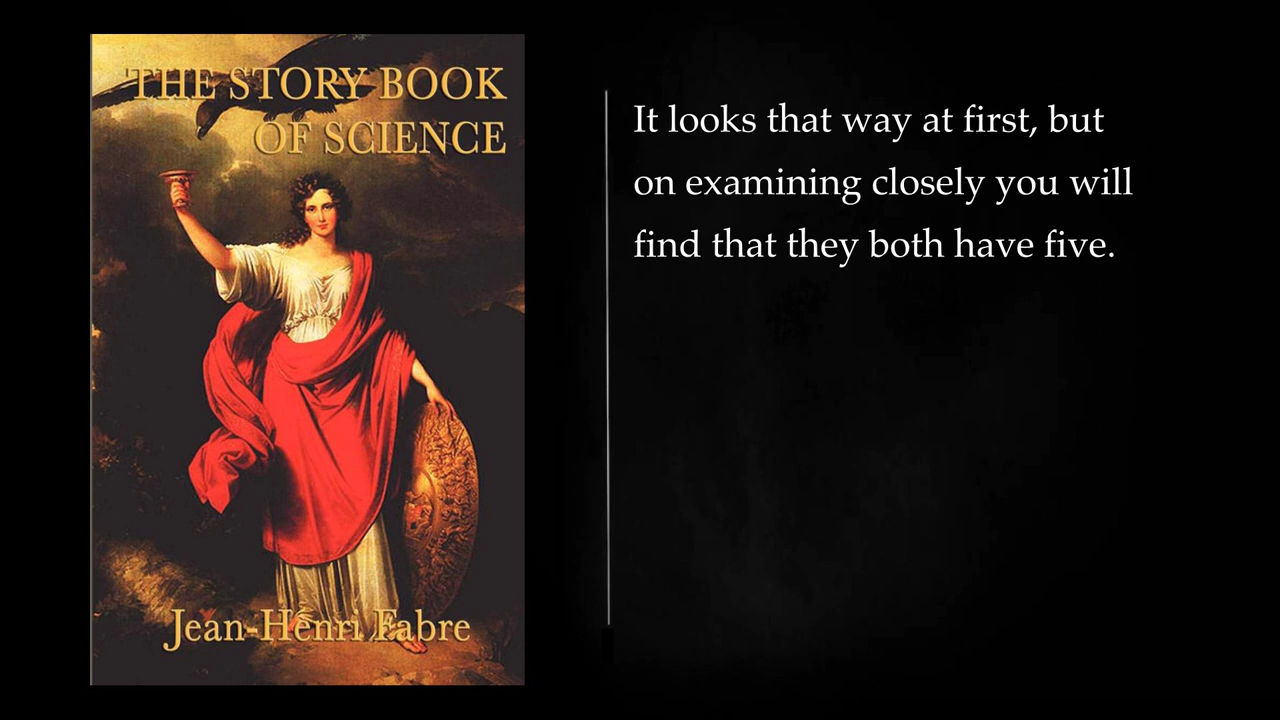 THE STORY BOOK
OF SCIENCE
Jean-Henri Fabre
It looks that way at first, but
on examining closely you will
find that they both have five.